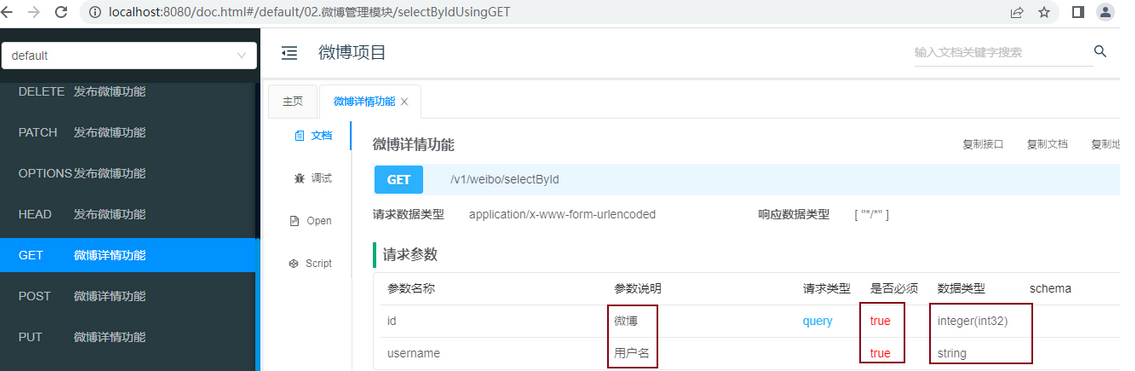 localhost:8080/doc.html#/default/02.微博管理模块/selectByIdUsingGET
default
微博项目
输入文档关键字搜索
DELETE 发布微博功能
PATCH 发布微博功能
OPTIONS 发布微博功能
HEAD 发布微博功能
GET 微博详情功能
POST 微博详情功能
PUT 微博详情功能
主页 微博详情功能
文档
调试
Open
Script
微博详情功能 复制接口 复制文档 复制地
GET /v1/weibo/selectById
请求数据类型 application/x-www-form-urlencoded 响应数据类型 [ "*/*" ]
请求参数
参数名称 参数说明 请求类型 是否必须 数据类型 schema
id 微博 query true integer(int32)
username 用户名 true string